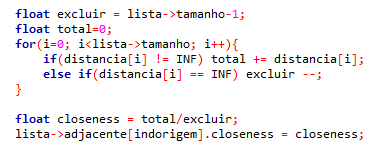 float excluir = lista->tamanho-1;
float total=0;
for(i=0; i<lista->tamanho; i++){
if(distancia[i] != INF) total += distancia[i];
else if(distancia[i] == INF) excluir --;
}
float closeness = total/excluir;
lista->adjacente[indorigem].closeness = closeness;